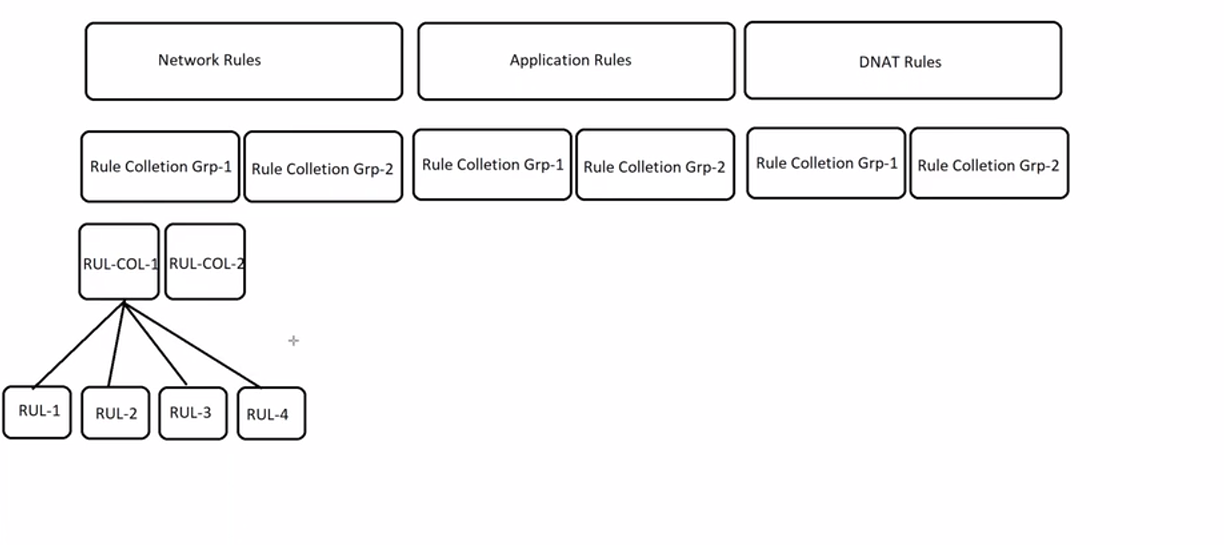 Network Rules
Application Rules
DNAT Rules
Rule Colletion Grp-1
Rule Colletion Grp-2
Rule Colletion Grp-1
Rule Colletion Grp-2
Rule Colletion Grp-1
Rule Colletion Grp-2
RUL-COL-1
RUL-COL-2
RUL-1
RUL-2
RUL-3
RUL-4